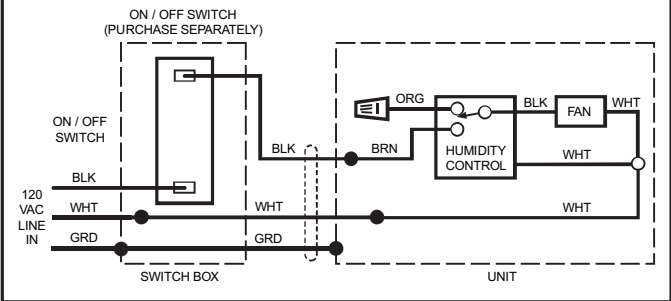 ON / OFF SWITCH
(PURCHASE SEPARATELY)
ON / OFF
SWITCH
BLK
120
VAC
LINE
IN
WHT
GRD
SWITCH BOX
BLK
WHT
GRD
BRN
ORG
HUMIDITY
CONTROL
BLK
FAN
WHT
WHT
WHT
UNIT